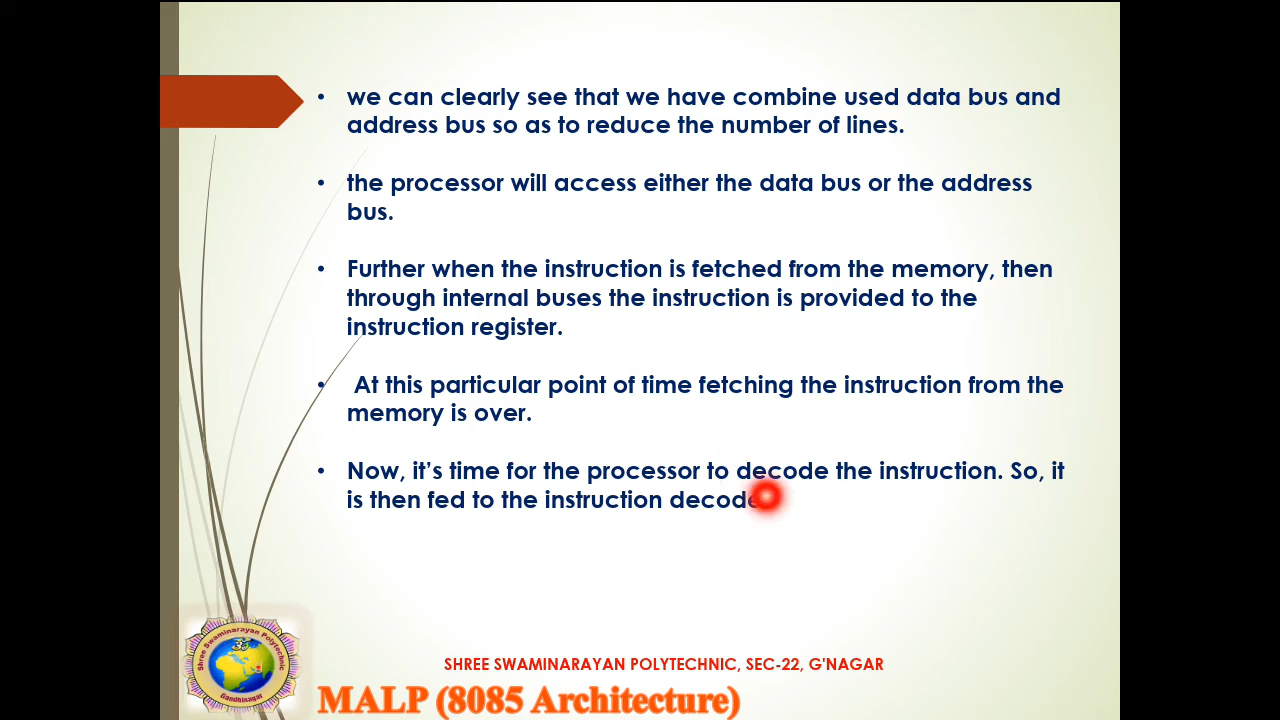 • we can clearly see that we have combine used data bus and
address bus so as to reduce the number of lines.
• the processor will access either the data bus or the address
bus.
• Further when the instruction is fetched from the memory, then
through internal buses the instruction is provided to the
instruction register.
• At this particular point of time fetching the instruction from the
memory is over.
• Now, it's time for the processor to decode the instruction. So, it
is then fed to the instruction
Shree Swaminarayan Polytechnic
Gandhinagar
SHREE SWAMINARAYAN POLYTECHNIC, SEC-22, G'NAGAR
MALP (8085 Architecture)